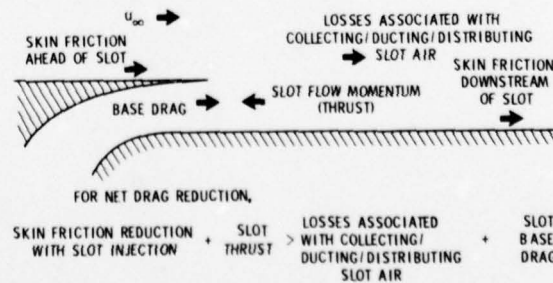 u∞
SKIN FRICTION
AHEAD OF SLOT
LOSSES ASSOCIATED WITH
COLLECTING/DUCTING/DISTRIBUTING
SLOT AIR
SKIN FRICTION
DOWNSTREAM
OF SLOT
BASE DRAG
SLOT FLOW MOMENTUM
(THRUST)
FOR NET DRAG REDUCTION,
SKIN FRICTION REDUCTION
WITH SLOT INJECTION
+
SLOT
THRUST
>
LOSSES ASSOCIATED
WITH COLLECTING/
DUCTING/DISTRIBUTING
SLOT AIR
+
SLOT
BASE
DRAG